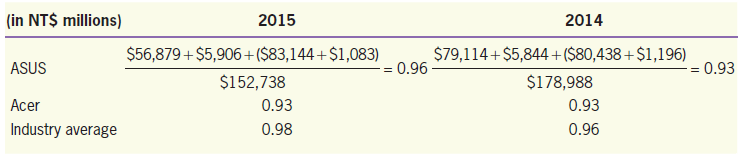 (in NT$ millions) 2015 2014
ASUS $56,879 + $5,906 + ($83,144 + $1,083) / $152,738 = 0.96 $79,114 + $5,844 + ($80,438 + $1,196) / $178,988 = 0.93
Acer 0.93 0.93
Industry average 0.98 0.96